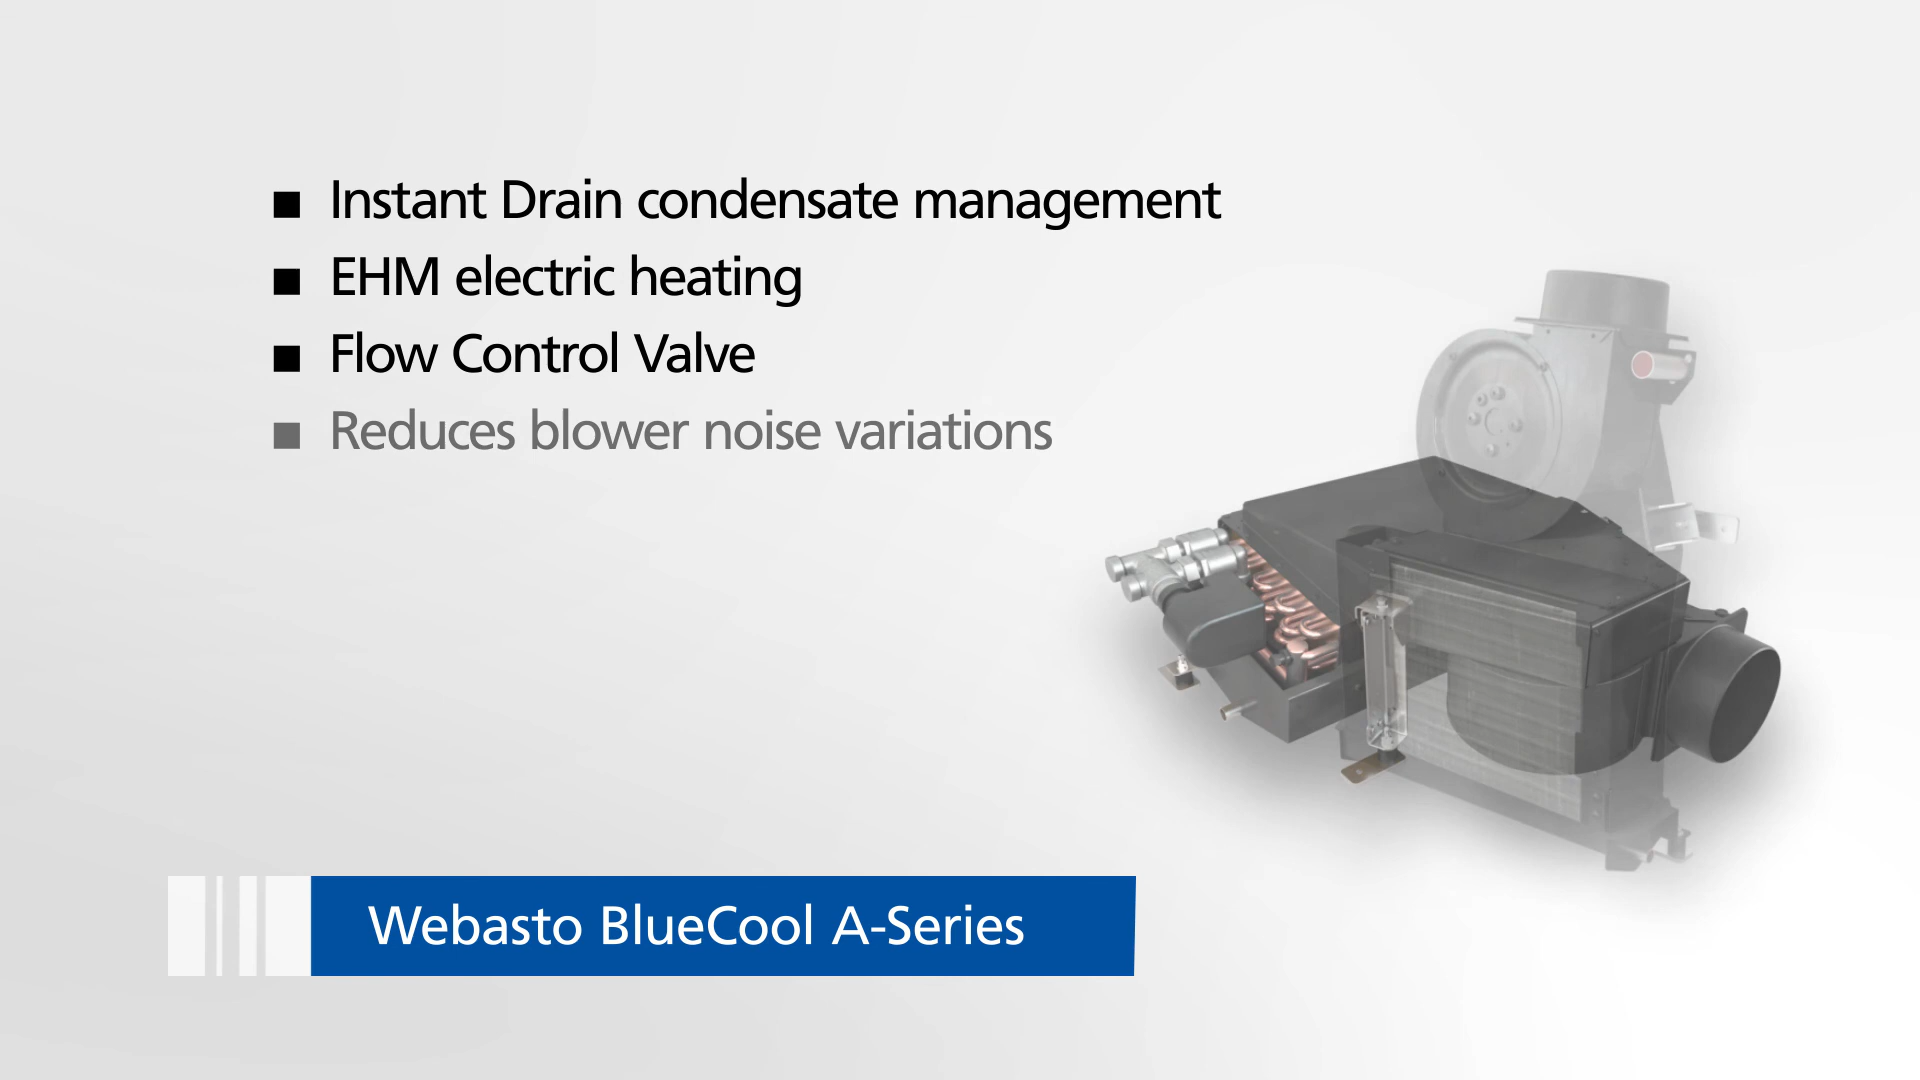 ■ Instant Drain condensate management
■ EHM electric heating
■ Flow Control Valve
■ Reduces blower noise variations
Webasto BlueCool A-Series